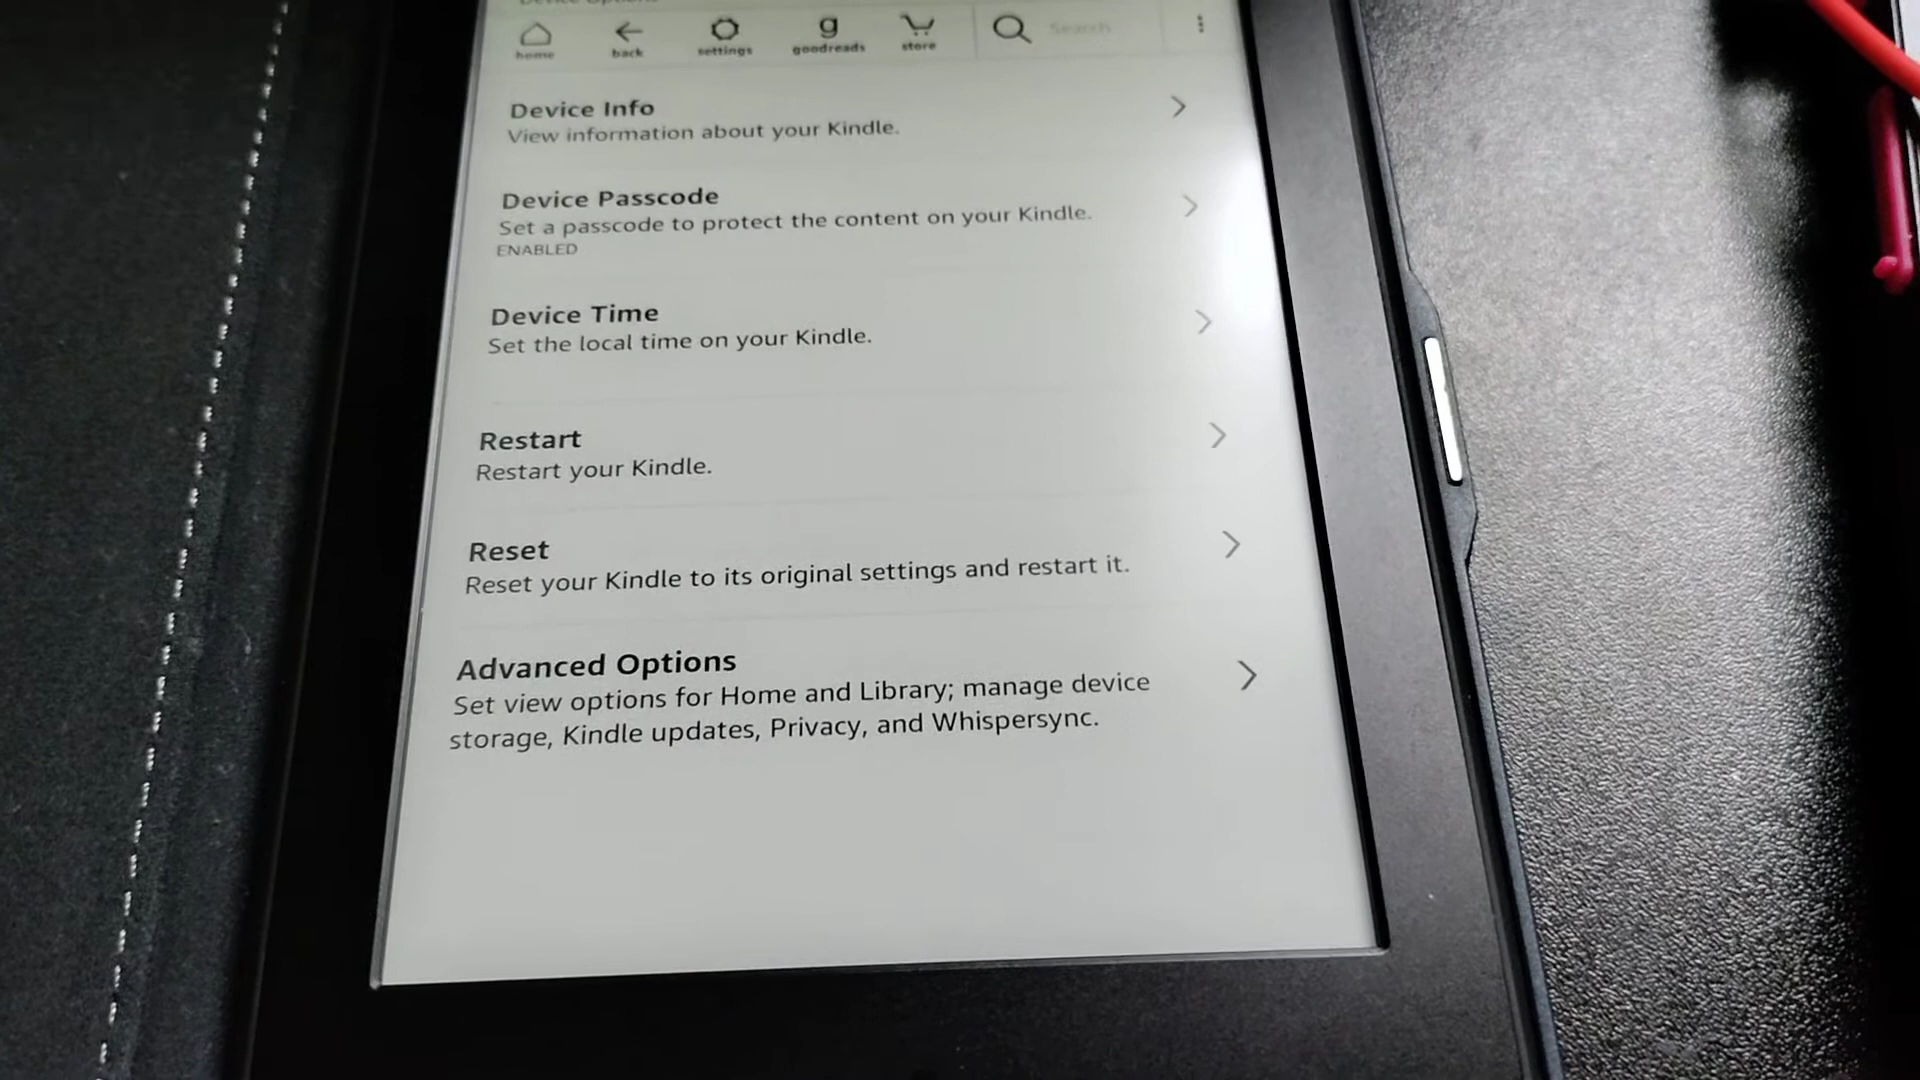 Device Options
home
back
settings
goodreads
store
Search
Device Info
View information about your Kindle.
Device Passcode
Set a passcode to protect the content on your Kindle.
ENABLED
Device Time
Set the local time on your Kindle.
Restart
Restart your Kindle.
Reset
Reset your Kindle to its original settings and restart it.
Advanced Options
Set view options for Home and Library; manage device
storage, Kindle updates, Privacy, and Whispersync.